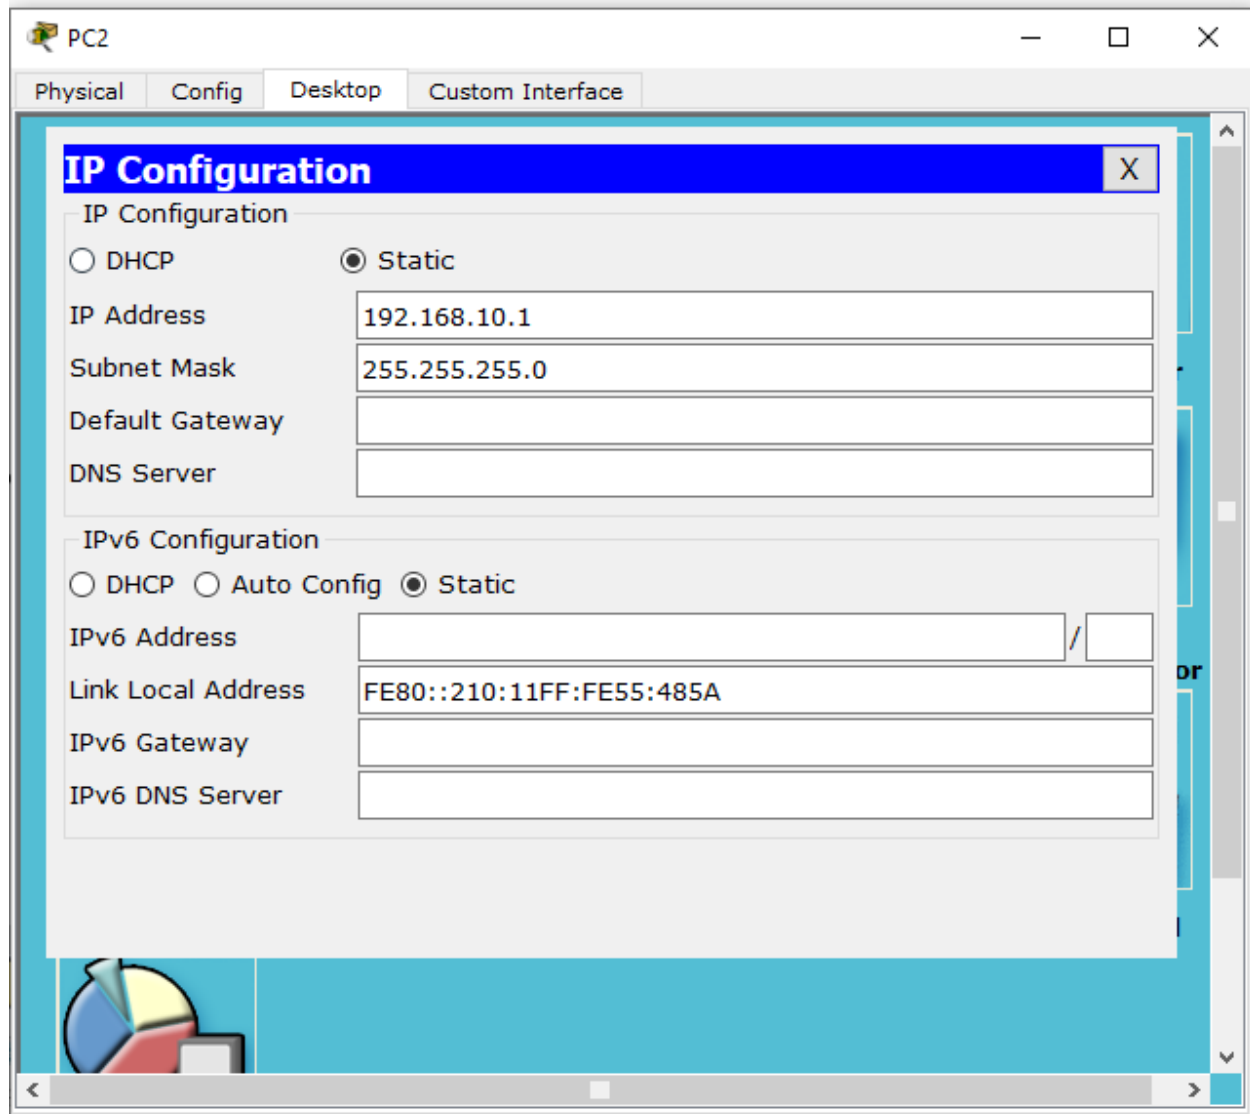 PC2
Physical Config Desktop Custom Interface
IP Configuration X
IP Configuration
DHCP Static
IP Address 192.168.10.1
Subnet Mask 255.255.255.0
Default Gateway
DNS Server
IPv6 Configuration
DHCP Auto Config Static
IPv6 Address /
Link Local Address FE80::210:11FF:FE55:485A
IPv6 Gateway
IPv6 DNS Server